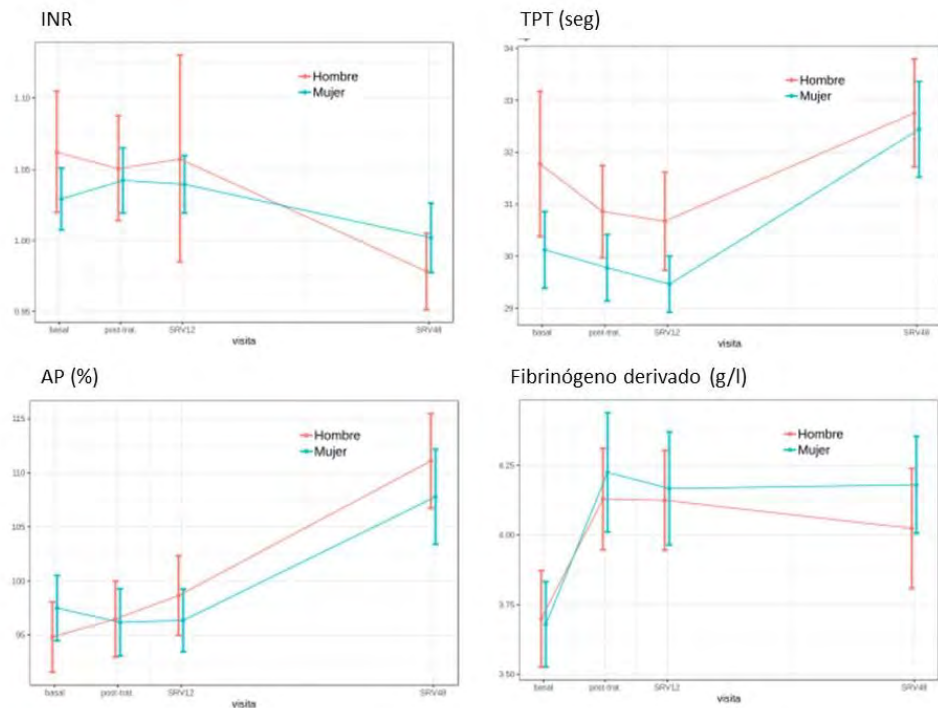 INR
1.10
1.05
1.00
0.95
Hombre
Mujer
basal
post-trat.
SRV12
SRV48
visita
TPT (seg)
34
33
32
31
30
29
Hombre
Mujer
basal
post-trat.
SRV12
SRV48
visita
AP (%)
115
110
105
100
95
Hombre
Mujer
basal
post-trat.
SRV12
SRV48
visita
Fibrinógeno derivado (g/l)
4.25
4.00
3.75
3.50
Hombre
Mujer
basal
post-trat.
SRV12
SRV48
visita